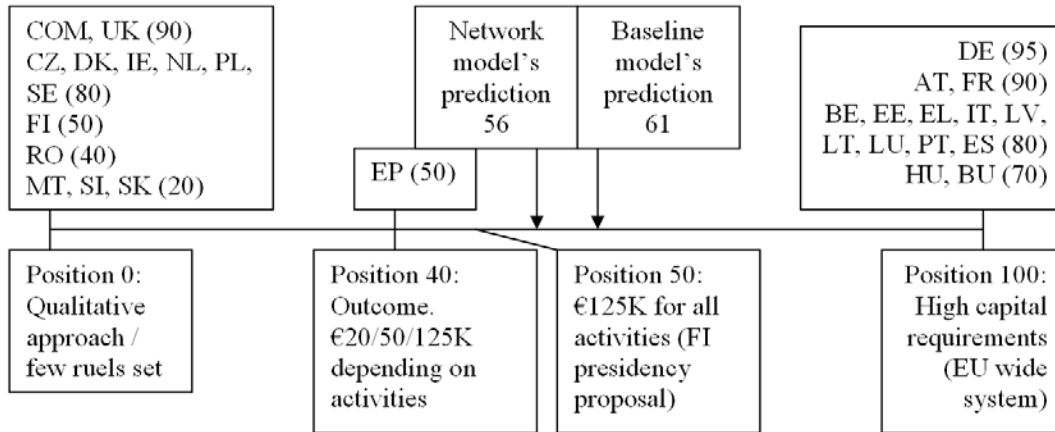 COM, UK (90)
CZ, DK, IE, NL, PL,
SE (80)
FI (50)
RO (40)
MT, SI, SK (20)
Network
model's
prediction
56
Baseline
model's
prediction
61
EP (50)
DE (95)
AT, FR (90)
BE, EE, EL, IT, LV,
LT, LU, PT, ES (80)
HU, BU (70)
Position 0:
Qualitative
approach /
few ruels set
Position 40:
Outcome.
€20/50/125K
depending on
activities
Position 50:
€125K for all
activities (FI
presidency
proposal)
Position 100:
High capital
requirements
(EU wide
system)